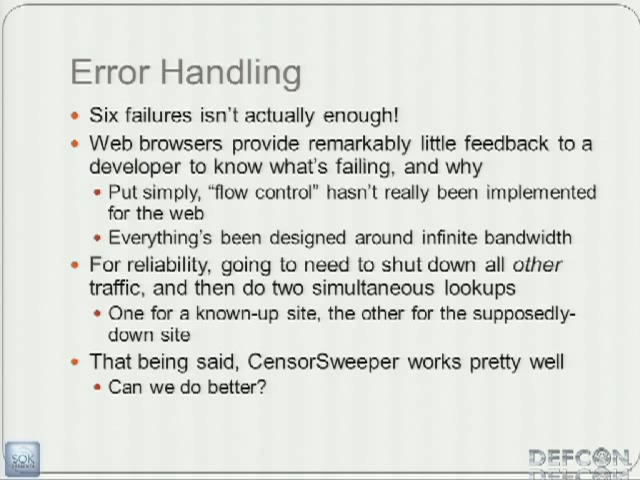 Error Handling
Six failures isn't actually enough!
Web browsers provide remarkably little feedback to a
developer to know what's failing, and why
Put simply, "flow control" hasn't really been implemented
for the web
Everything's been designed around infinite bandwidth
For reliability, going to need to shut down all other
traffic, and then do two simultaneous lookups
One for a known-up site, the other for the supposedly-
down site
That being said, CensorSweeper works pretty well
Can we do better?
DEFCON